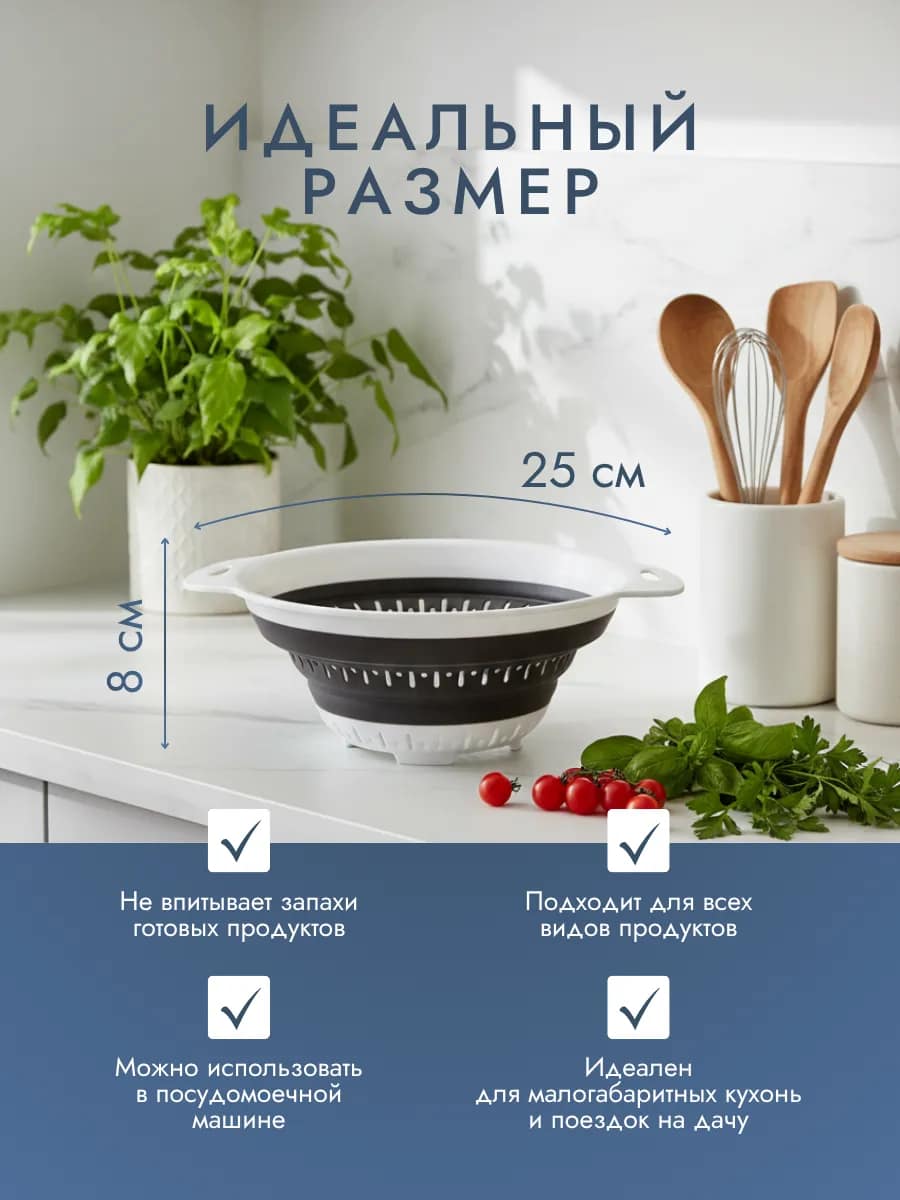 ИДЕАЛЬНЫЙ
РАЗМЕР
25 см
8 см
Не впитывает запахи
готовых продуктов
Подходит для всех
видов продуктов
Можно использовать
в посудомоечной
машине
Идеален
для малогабаритных кухонь
и поездок на дачу